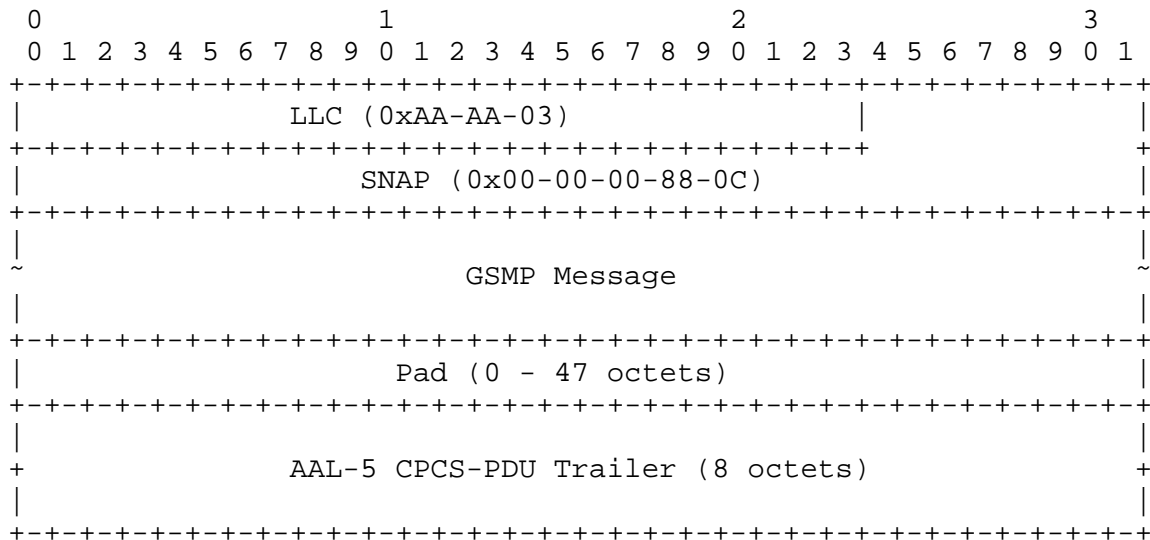 0                   1                   2                   3
 0 1 2 3 4 5 6 7 8 9 0 1 2 3 4 5 6 7 8 9 0 1 2 3 4 5 6 7 8 9 0 1
+-+-+-+-+-+-+-+-+-+-+-+-+-+-+-+-+-+-+-+-+-+-+-+-+-+-+-+-+-+-+-+-+
|               LLC (0xAA-AA-03)                |               |
+-+-+-+-+-+-+-+-+-+-+-+-+-+-+-+-+-+-+-+-+-+-+-+-+               +
|                   SNAP (0x00-00-00-88-0C)                     |
+-+-+-+-+-+-+-+-+-+-+-+-+-+-+-+-+-+-+-+-+-+-+-+-+-+-+-+-+-+-+-+-+
|                                                               |
~                         GSMP Message                          ~
|                                                               |
+-+-+-+-+-+-+-+-+-+-+-+-+-+-+-+-+-+-+-+-+-+-+-+-+-+-+-+-+-+-+-+-+
|                     Pad (0 - 47 octets)                       |
+-+-+-+-+-+-+-+-+-+-+-+-+-+-+-+-+-+-+-+-+-+-+-+-+-+-+-+-+-+-+-+-+
|                                                               |
+               AAL-5 CPCS-PDU Trailer (8 octets)               +
|                                                               |
+-+-+-+-+-+-+-+-+-+-+-+-+-+-+-+-+-+-+-+-+-+-+-+-+-+-+-+-+-+-+-+-+